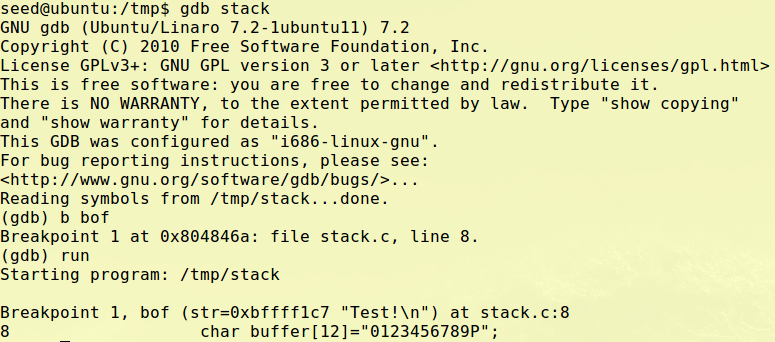 seed@ubuntu:/tmp$ gdb stack
GNU gdb (Ubuntu/Linaro 7.2-1ubuntu11) 7.2
Copyright (C) 2010 Free Software Foundation, Inc.
License GPLv3+: GNU GPL version 3 or later <http://gnu.org/licenses/gpl.html>
This is free software: you are free to change and redistribute it.
There is NO WARRANTY, to the extent permitted by law.  Type "show copying"
and "show warranty" for details.
This GDB was configured as "i686-linux-gnu".
For bug reporting instructions, please see:
<http://www.gnu.org/software/gdb/bugs/>...
Reading symbols from /tmp/stack...done.
(gdb) b bof
Breakpoint 1 at 0x804846a: file stack.c, line 8.
(gdb) run
Starting program: /tmp/stack
Breakpoint 1, bof (str=0xbffff1c7 "Test!\n") at stack.c:8
8           char buffer[12]="0123456789P";